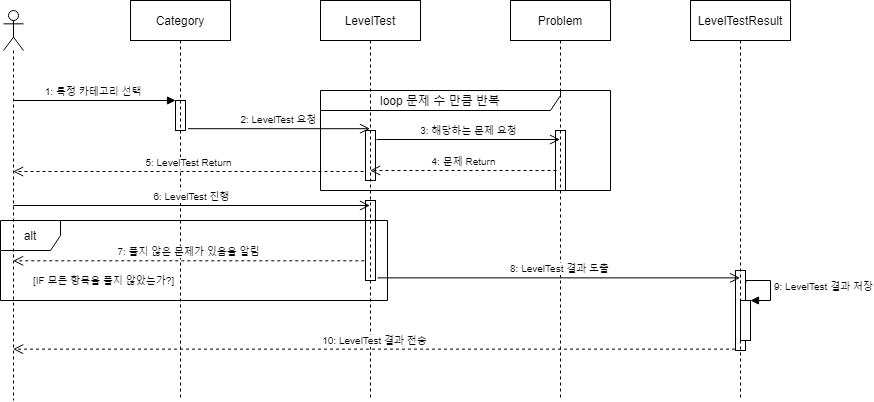 Category
LevelTest
Problem
LevelTestResult
1: 특정 카테고리 선택
loop 문제 수 만큼 반복
2: LevelTest 요청
3: 해당하는 문제 요청
4: 문제 Return
5: LevelTest Return
6: LevelTest 진행
alt
7: 풀지 않은 문제가 있음을 알림
[IF 모든 항목을 풀지 않았는가?]
8: LevelTest 결과 도출
9: LevelTest 결과 저장
10: LevelTest 결과 전송